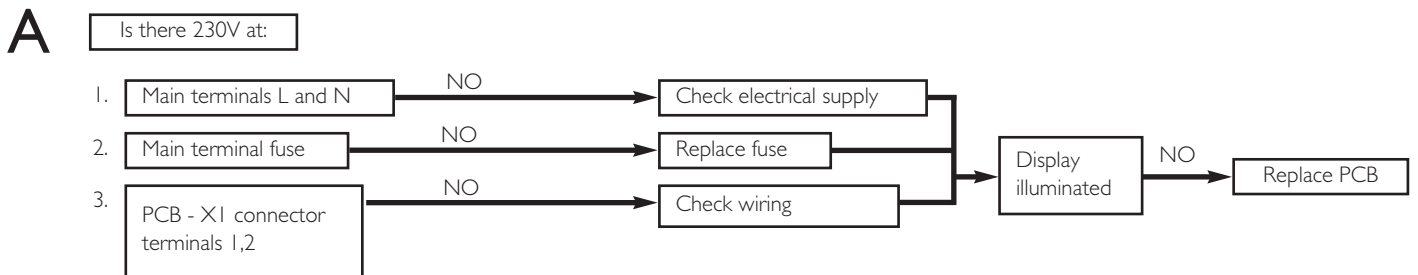 A
Is there 230V at:
1. Main terminals L and N
NO
Check electrical supply
2. Main terminal fuse
NO
Replace fuse
3. PCB - X1 connector
terminals 1,2
NO
Check wiring
Display
illuminated
NO
Replace PCB